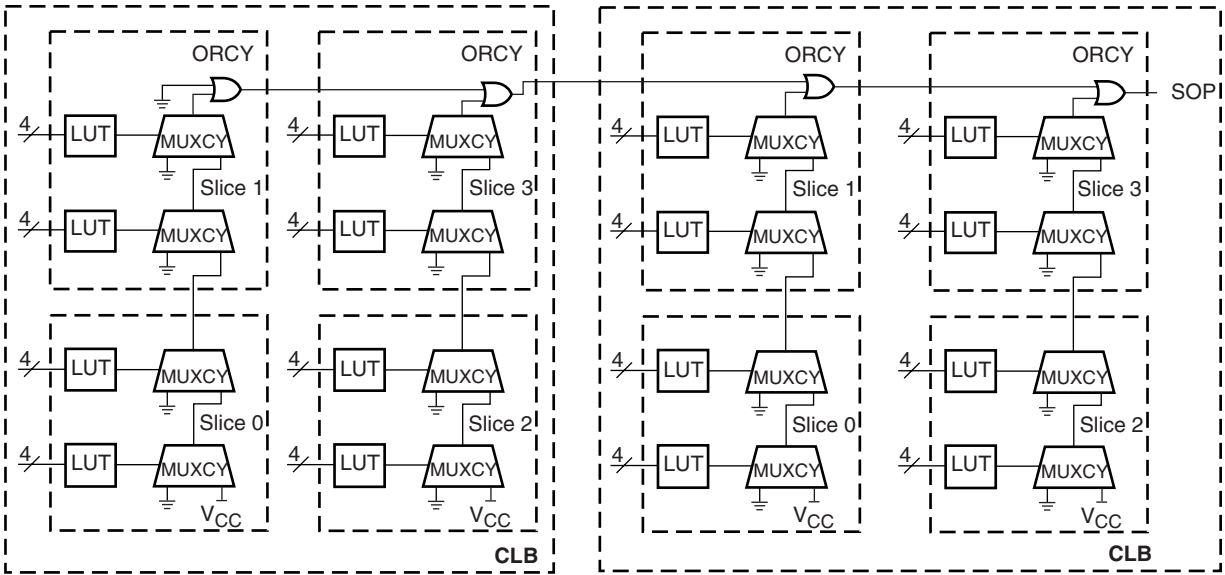 ORCY ORCY ORCY ORCY
SOP
4 LUT MUXCY 4 LUT MUXCY 4 LUT MUXCY 4 LUT MUXCY
Slice 1 Slice 3 Slice 1 Slice 3
4 LUT MUXCY 4 LUT MUXCY 4 LUT MUXCY 4 LUT MUXCY
4 LUT MUXCY 4 LUT MUXCY 4 LUT MUXCY 4 LUT MUXCY
Slice 0 Slice 2 Slice 0 Slice 2
4 LUT MUXCY 4 LUT MUXCY 4 LUT MUXCY 4 LUT MUXCY
VCC VCC VCC VCC
CLB CLB